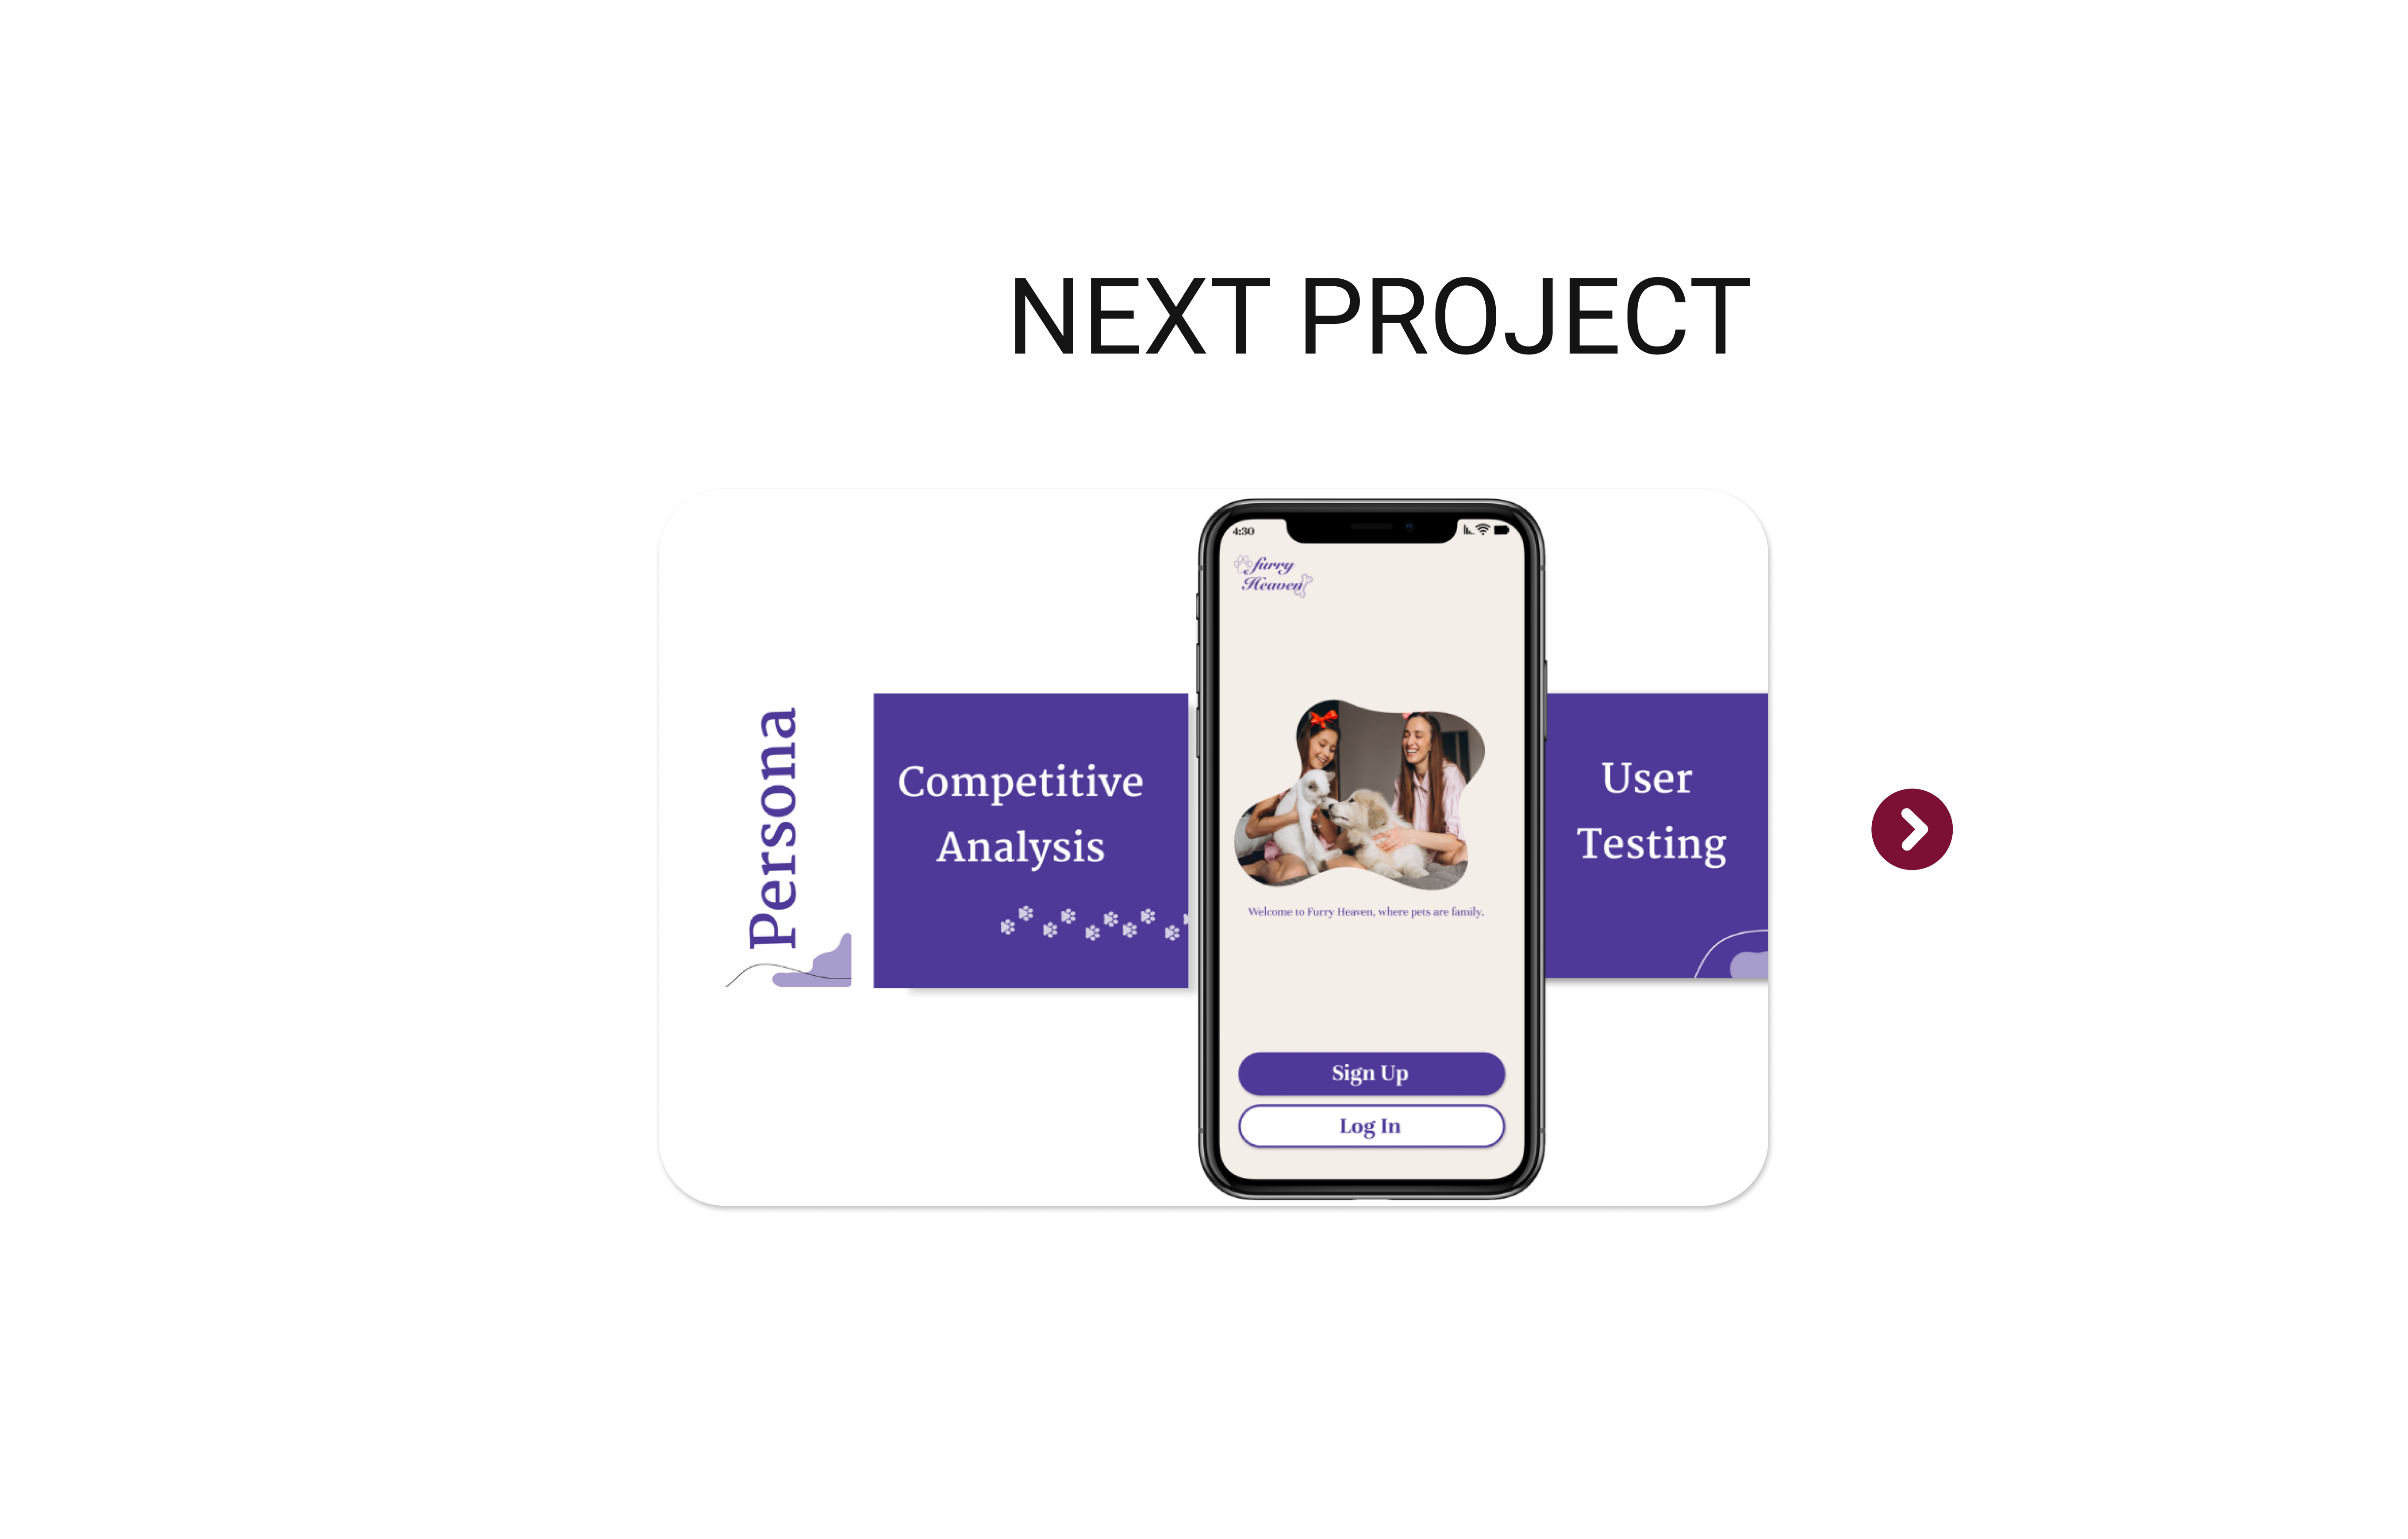 NEXT PROJECT
Persona
Competitive
Analysis
4:30
furry
Heaven
Welcome to Furry Heaven, where pets are family.
Sign Up
Log In
User
Testing